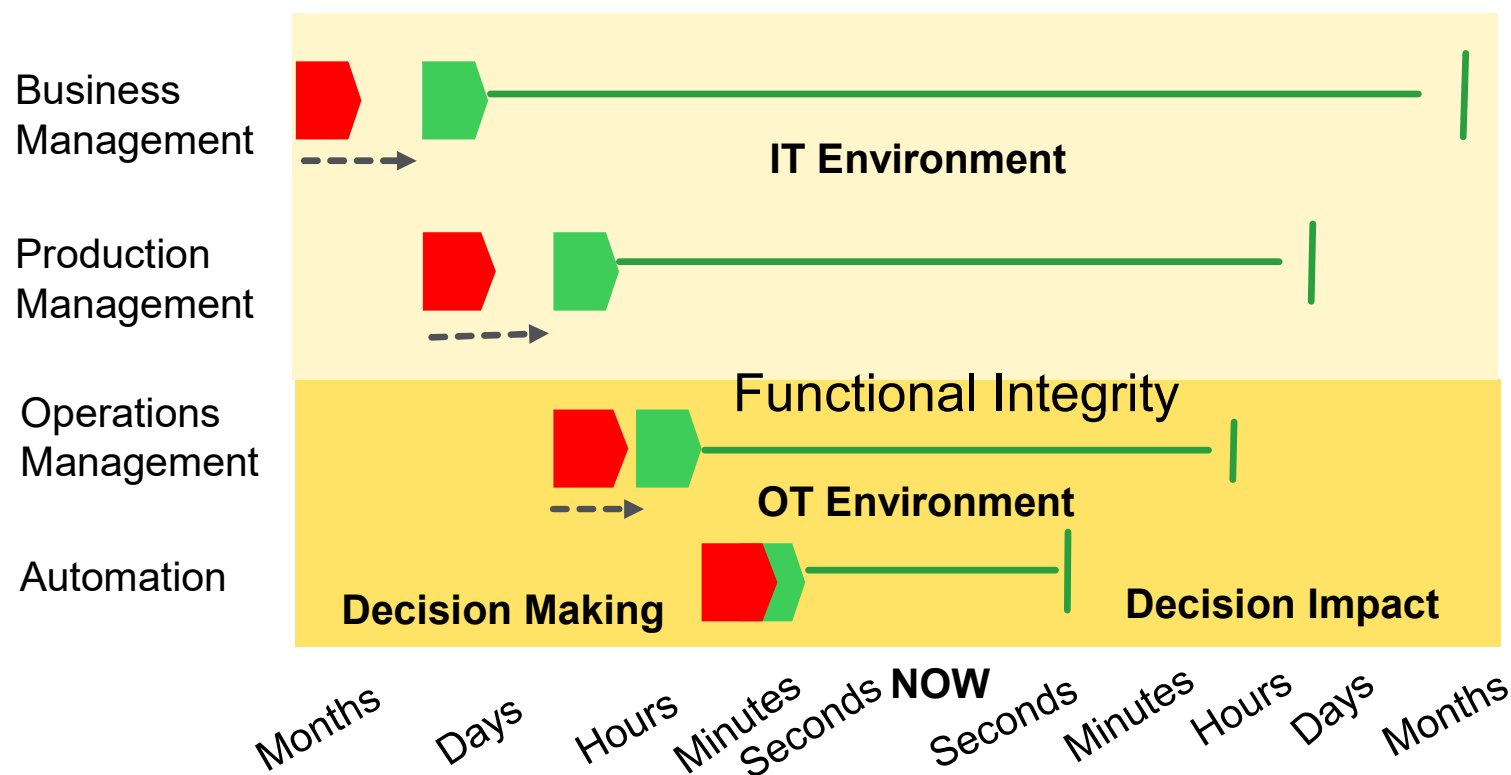 Business
Management
IT Environment
Production
Management
Functional Integrity
Operations
Management
OT Environment
Automation
Decision Making
Decision Impact
Months
Days
Hours
Minutes
Seconds
NOW
Seconds
Minutes
Hours
Days
Months